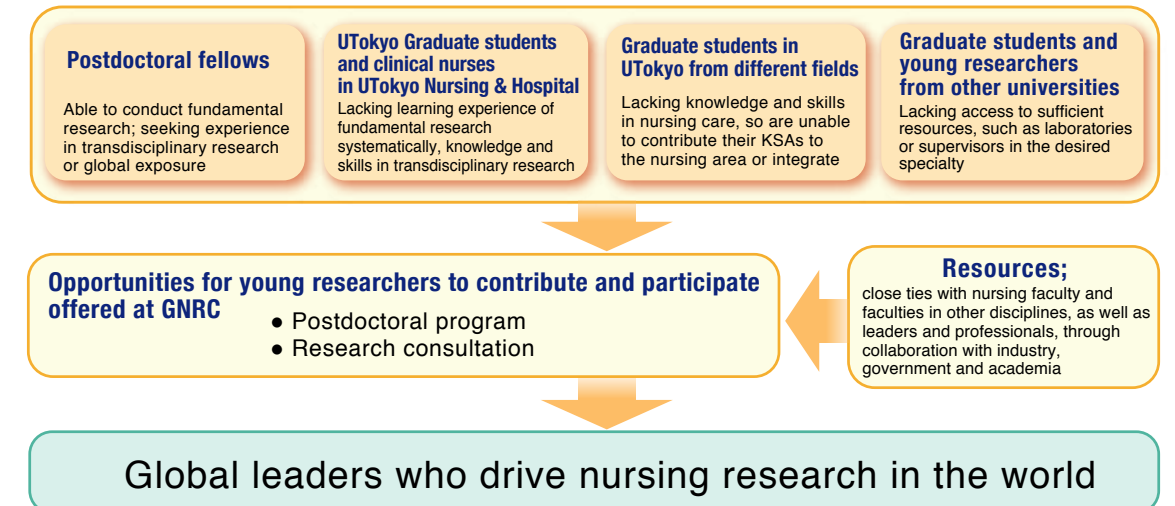 Postdoctoral fellows
Able to conduct fundamental
research; seeking experience
in transdisciplinary research
or global exposure
UTokyo Graduate students
and clinical nurses
in UTokyo Nursing & Hospital
Lacking learning experience of
fundamental research
systematically, knowledge and
skills in transdisciplinary research
Graduate students in
UTokyo from different fields
Lacking knowledge and skills
in nursing care, so are unable
to contribute their KSAs to
the nursing area or integrate
Graduate students and
young researchers
from other universities
Lacking access to sufficient
resources, such as laboratories
or supervisors in the desired
specialty
Opportunities for young researchers to contribute and participate
offered at GNRC
● Postdoctoral program
● Research consultation
Resources;
close ties with nursing faculty and
faculties in other disciplines, as well as
leaders and professionals, through
collaboration with industry,
government and academia
Global leaders who drive nursing research in the world